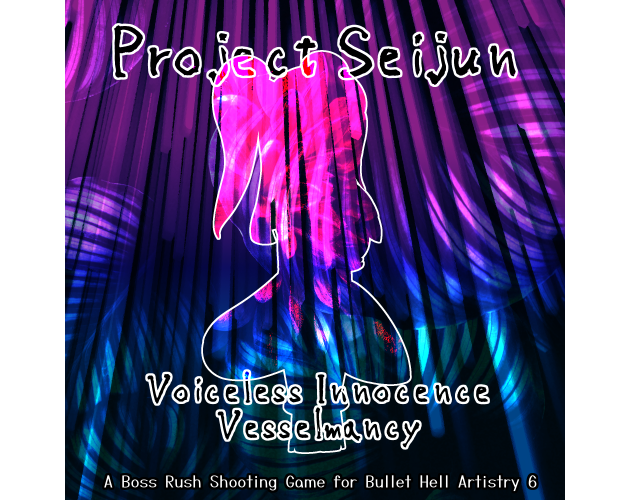 Project Seijun
Voiceless Innocence
Vesselmancy
A Boss Rush Shooting Game for Bullet Hell Artistry 6